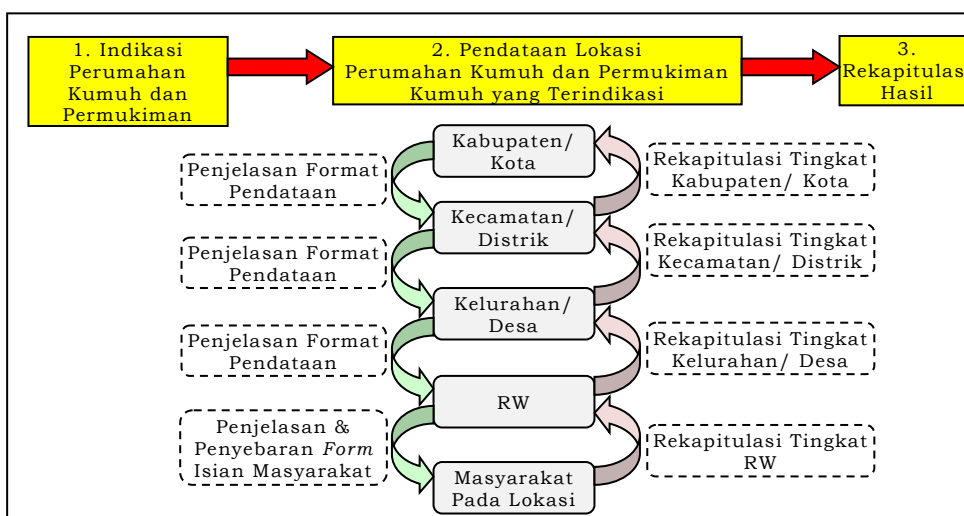 1. Indikasi
Perumahan
Kumuh dan
Permukiman
2. Pendataan Lokasi
Perumahan Kumuh dan Permukiman
Kumuh yang Terindikasi
3.
Rekapitulas
Hasil
Kabupaten/
Kota
Penjelasan Format
Pendataan
Rekapitulasi Tingkat
Kabupaten/ Kota
Kecamatan/
Distrik
Penjelasan Format
Pendataan
Rekapitulasi Tingkat
Kecamatan/ Distrik
Kelurahan/
Desa
Penjelasan Format
Pendataan
Rekapitulasi Tingkat
Kelurahan/ Desa
RW
Penjelasan &
Penyebaran Form
Isian Masyarakat
Rekapitulasi Tingkat
RW
Masyarakat
Pada Lokasi